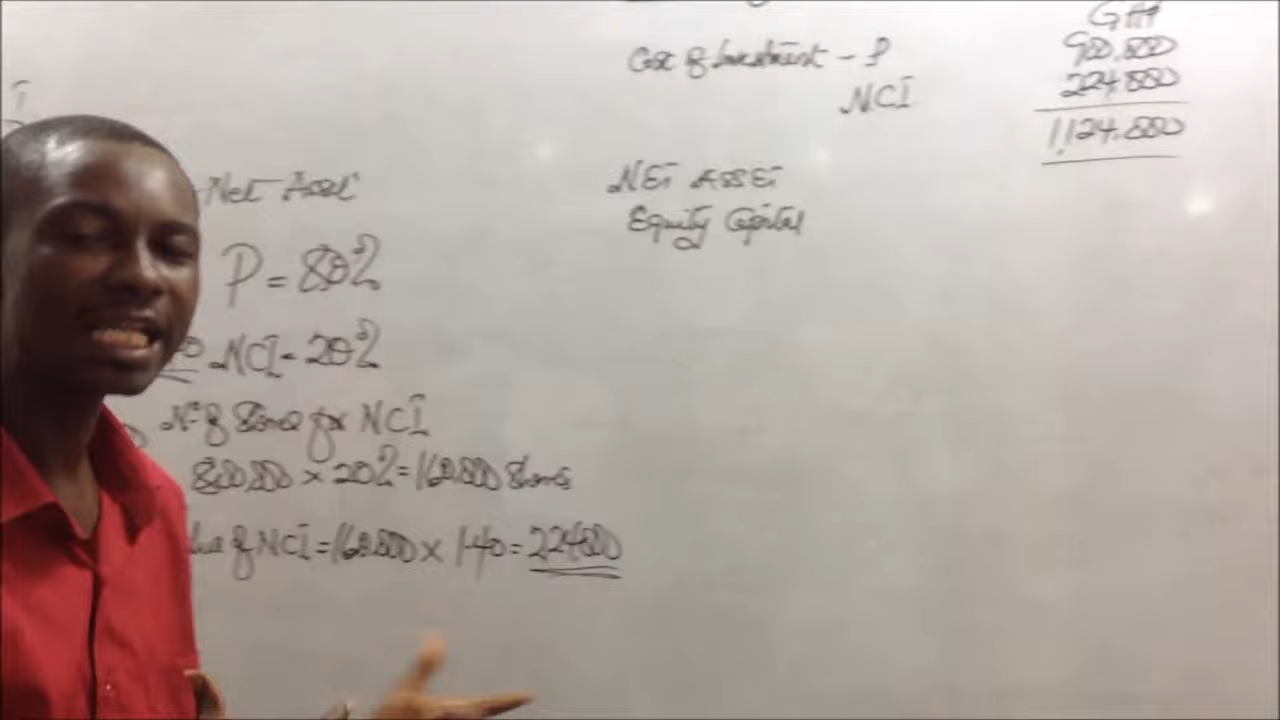 GH¢
Cost of Investment - P 900,000
NCI 224,000
1,124,000
Net Asset
P = 80%
NCI = 20%
Nº of Shares for NCI
800,000 x 20% = 160,000 Shares
of NCI = 160,000 x 1.40 = 224,000
NET ASSET
Equity Capital